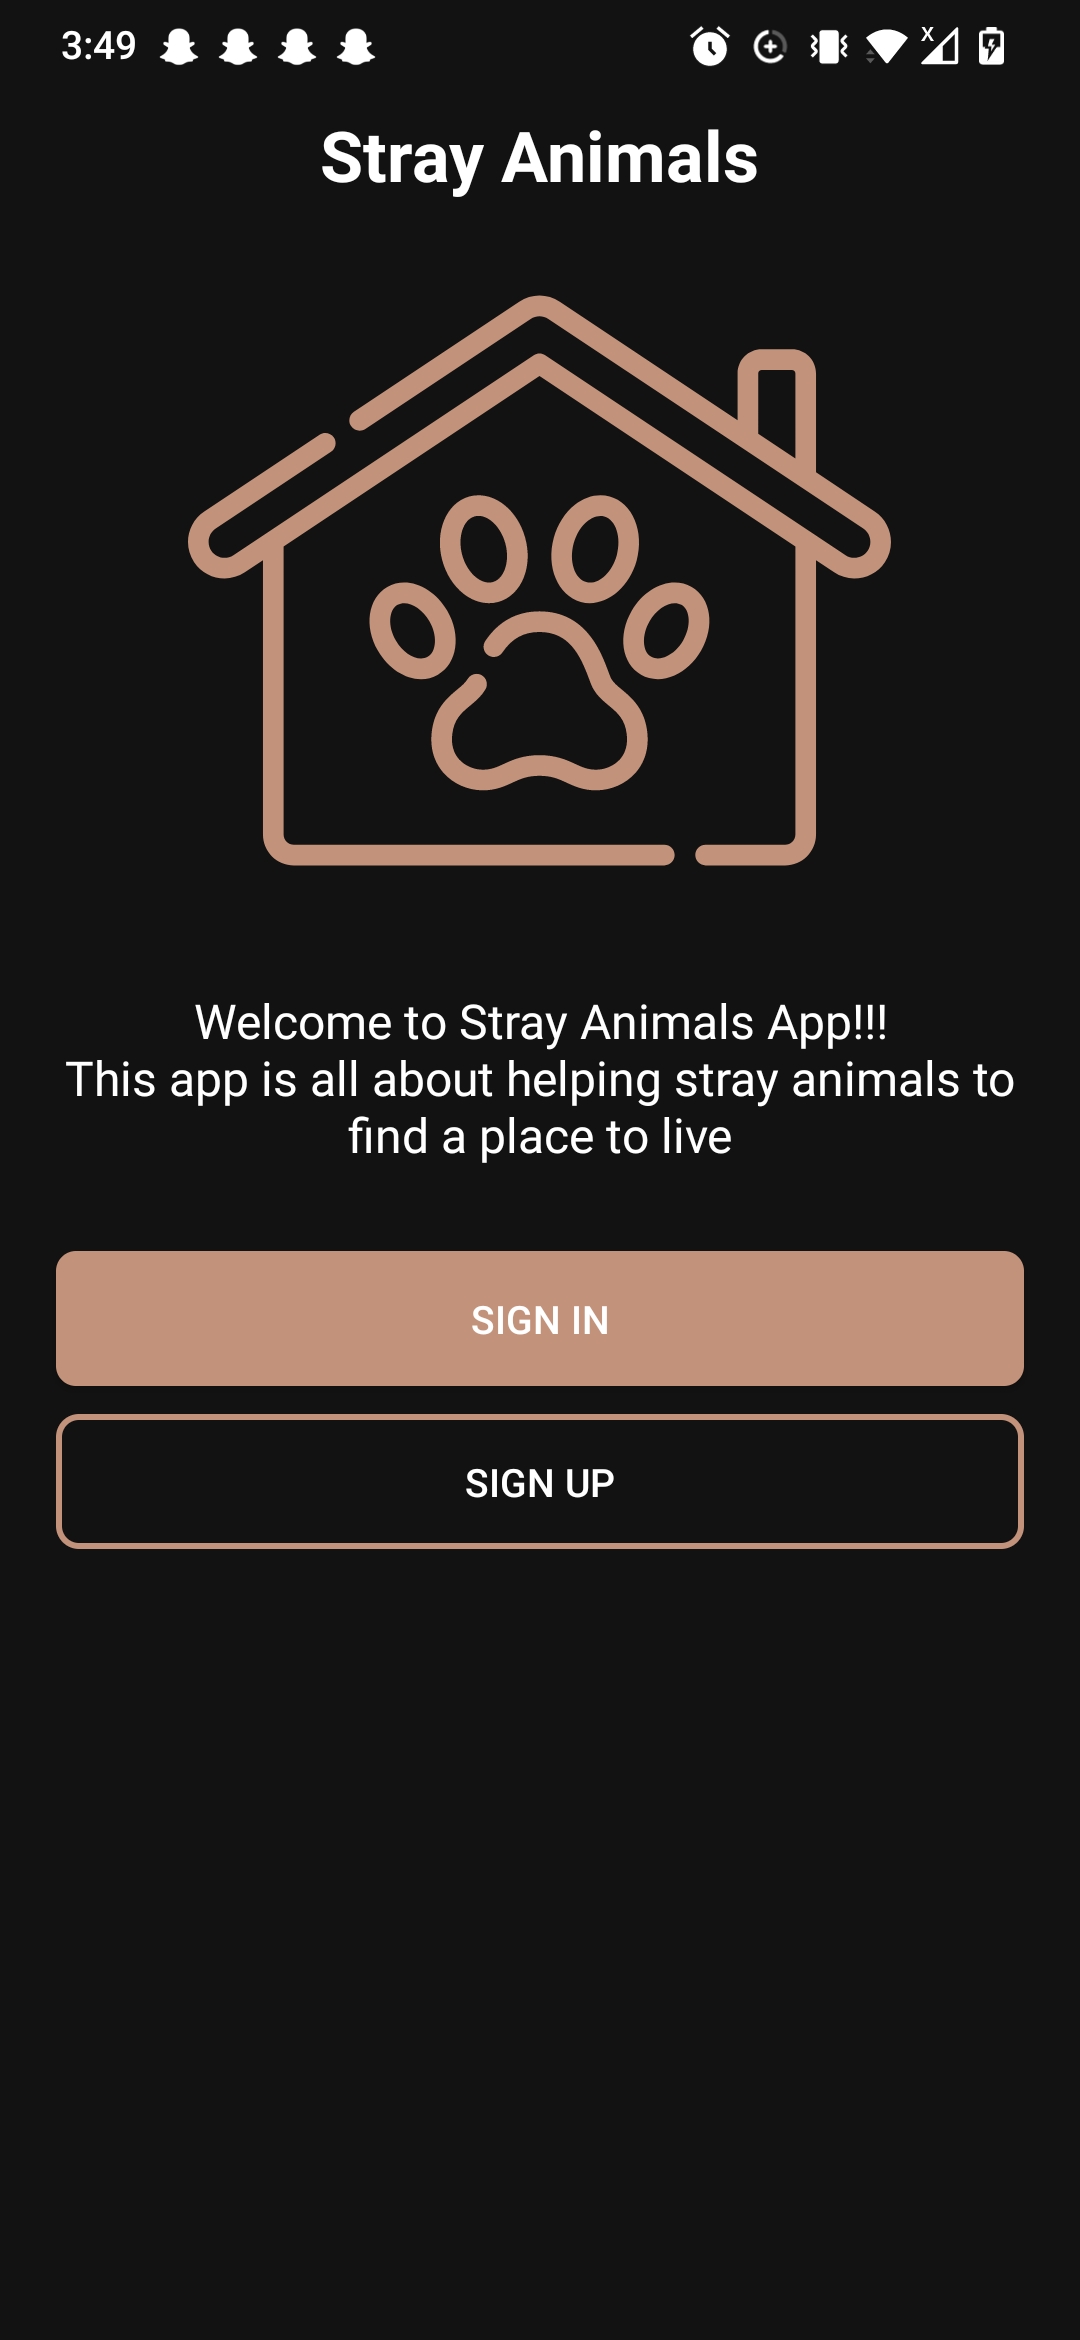 3:49
Stray Animals
Welcome to Stray Animals App!!!
This app is all about helping stray animals to
find a place to live
SIGN IN
SIGN UP